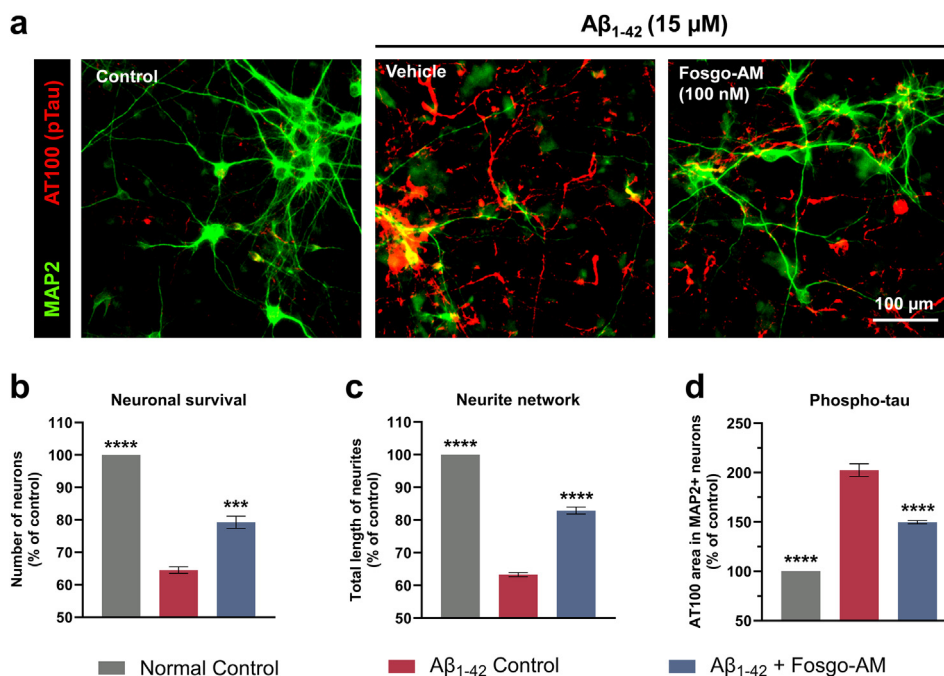 a
Aβ1-42 (15 µM)
AT100 (pTau)
MAP2
Control
Vehicle
Fosgo-AM
(100 nM)
100 µm
b
Neuronal survival
Number of neurons
(% of control)
100
90
80
70
60
50
****
***
c
Neurite network
Total length of neurites
(% of control)
100
90
80
70
60
50
****
****
d
Phospho-tau
AT100 area in MAP2+ neurons
(% of control)
200
150
100
50
****
****
Normal Control
Aβ1-42 Control
Aβ1-42 + Fosgo-AM